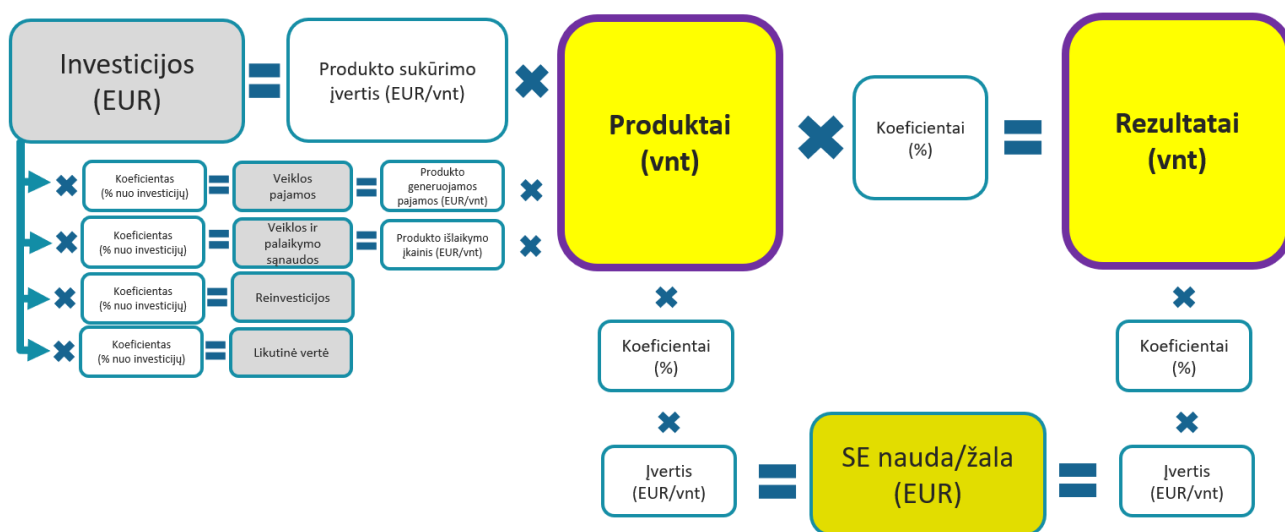 Investicijos
(EUR)
Produkto sukūrimo
įvertis (EUR/vnt)
Produktai
(vnt)
Koeficientai
(%)
Rezultatai
(vnt)
Koeficientas
(% nuo investicijų)
Veiklos
pajamos
Produkto
generuojamos
pajamos (EUR/vnt)
Koeficientas
(% nuo investicijų)
Veiklos ir
palaikymo
sąnaudos
Produkto išlaikymo
įkainis (EUR/vnt)
Koeficientas
(% nuo investicijų)
Reinvesticijos
Koeficientas
(% nuo investicijų)
Likutinė vertė
Koeficientai
(%)
Koeficientai
(%)
Įvertis
(EUR/vnt)
SE nauda/žala
(EUR)
Įvertis
(EUR/vnt)